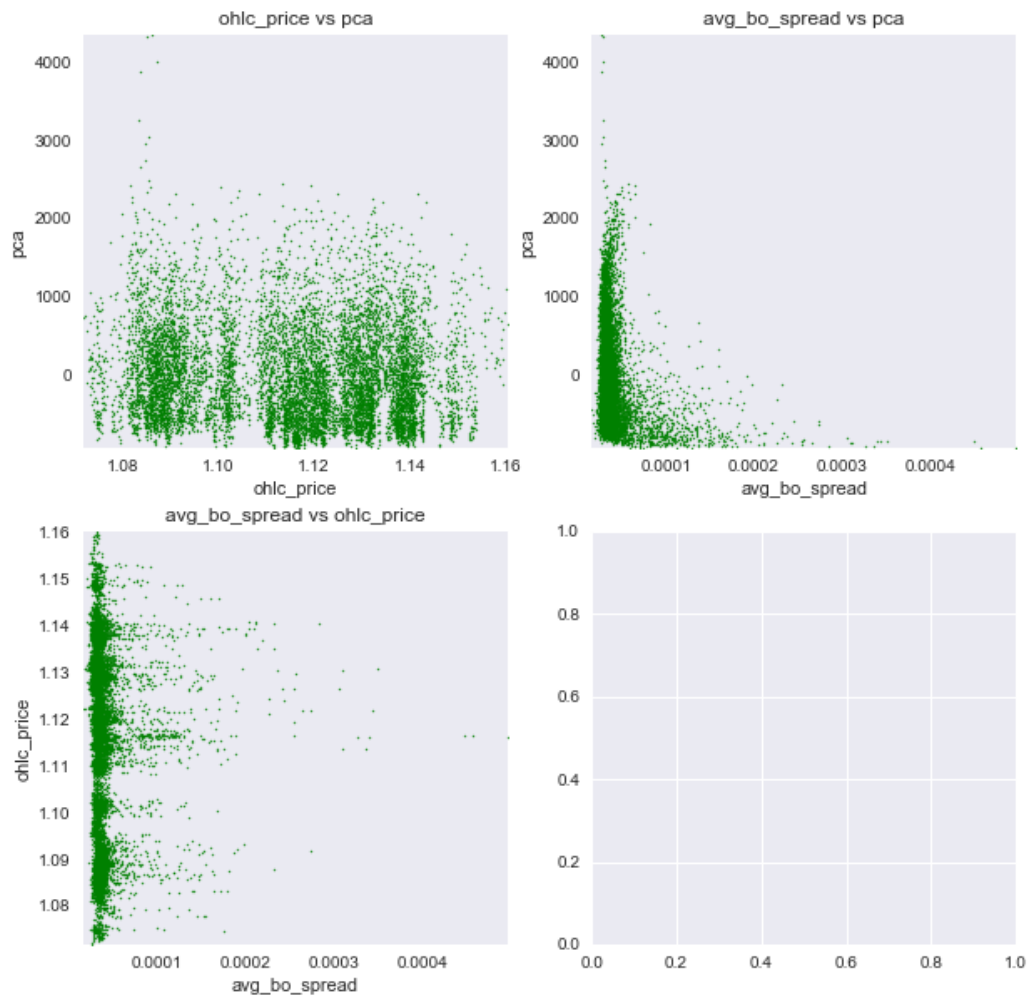 ohlc_price vs pca
4000
3000
2000
1000
0
pca
1.08 1.10 1.12 1.14 1.16
ohlc_price
avg_bo_spread vs pca
4000
3000
2000
1000
0
pca
0.0001 0.0002 0.0003 0.0004
avg_bo_spread
avg_bo_spread vs ohlc_price
1.16
1.15
1.14
1.13
1.12
1.11
1.10
1.09
1.08
ohlc_price
0.0001 0.0002 0.0003 0.0004
avg_bo_spread
1.0
0.8
0.6
0.4
0.2
0.0
0.0 0.2 0.4 0.6 0.8 1.0